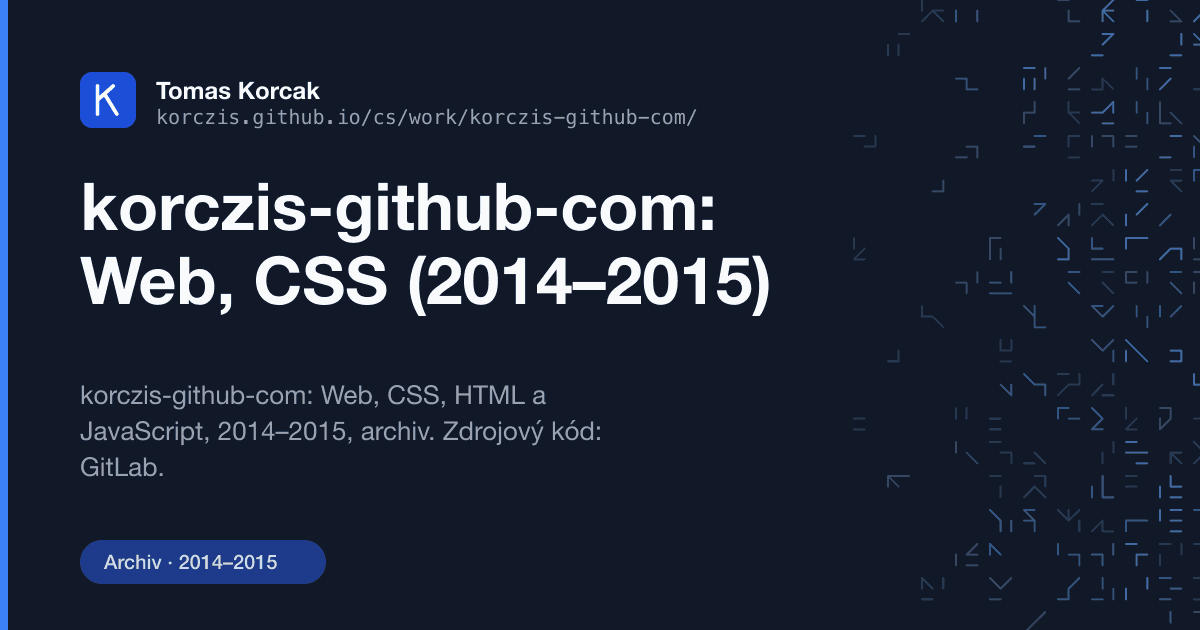 K
Tomas Korcak
korczis.github.io/cs/work/korczis-github-com/
korczis-github-com:
Web, CSS (2014–2015)
korczis-github-com: Web, CSS, HTML a
JavaScript, 2014–2015, archiv. Zdrojový kód:
GitLab.
Archiv · 2014–2015